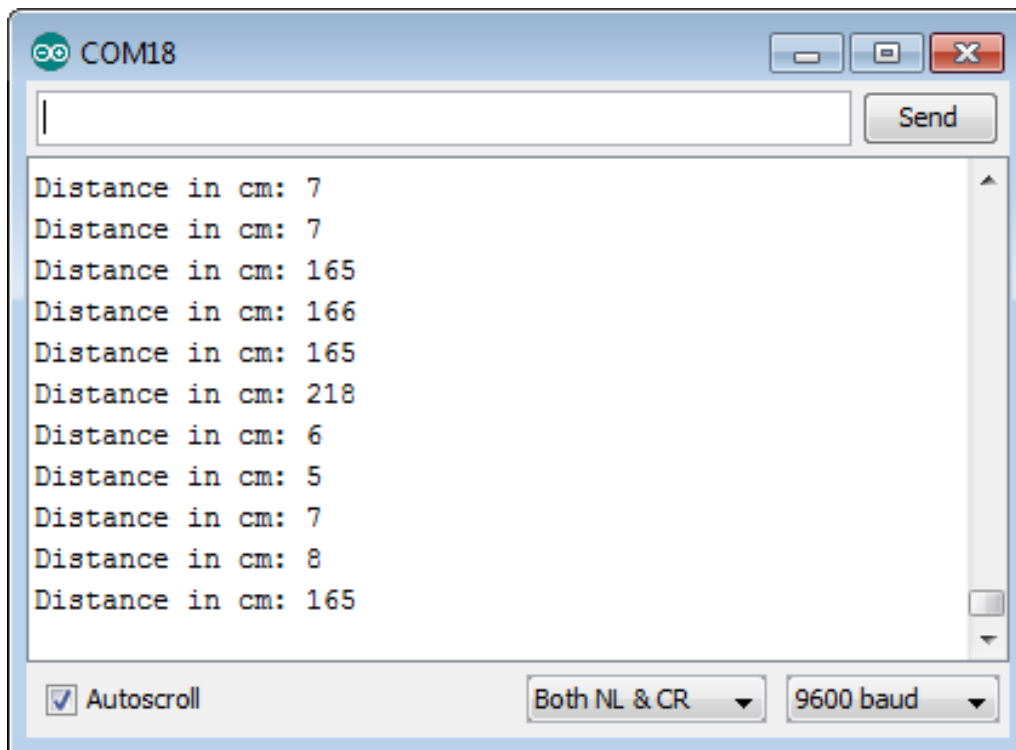 COM18
Send
Distance in cm: 7
Distance in cm: 7
Distance in cm: 165
Distance in cm: 166
Distance in cm: 165
Distance in cm: 218
Distance in cm: 6
Distance in cm: 5
Distance in cm: 7
Distance in cm: 8
Distance in cm: 165
Autoscroll
Both NL & CR
9600 baud